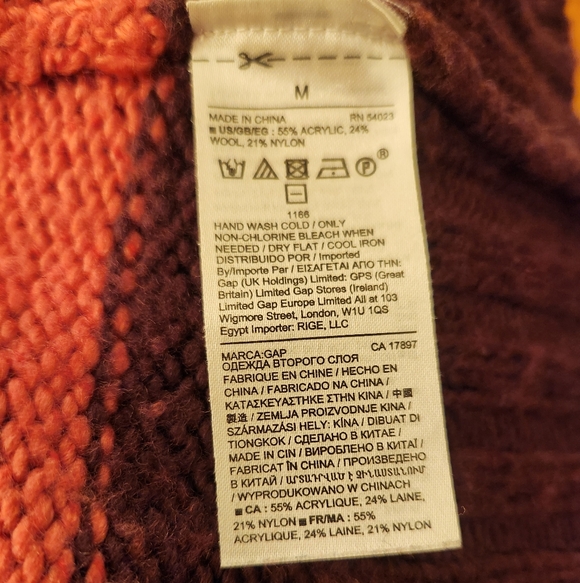 M
MADE IN CHINA RN 54023
■ US/GB/EG : 55% ACRYLIC, 24%
WOOL, 21% NYLON
®
1166
HAND WASH COLD / ONLY
NON-CHLORINE BLEACH WHEN
NEEDED / DRY FLAT / COOL IRON
DISTRIBUIDO POR / Imported
By/Importe Par / ΕΙΣΑΓΕΤΑΙ ΑΠΟ ΤΗΝ:
Gap (UK Holdings) Limited: GPS (Great
Britain) Limited Gap Stores (Ireland)
Limited Gap Europe Limited All at 103
Wigmore Street, London, W1U 1QS
Egypt Importer: RIGE, LLC
MARCA:GAP CA 17897
ОДЕЖДА ВТОРОГО СЛОЯ
FABRIQUE EN CHINE / HECHO EN
CHINA / FABRICADO NA CHINA /
ΚΑΤΑΣΚΕΥΑΣΤΗΚΕ ΣΤΗΝ ΚΙΝΑ / 中國
製造 / ZEMLJA PROIZVODNJE KINA /
SZÁRMAZÁSI HELY: KÍNA / DIBUAT DI
TIONGKOK / СДЕЛАНО В КИТАЕ /
MADE IN CIN / ВИРОБЛЕНО В КИТАЇ /
FABRICAT ÎN CHINA / ПРОИЗВЕДЕНО
В КИТАЙ / ԱՐՏԱԴՐՎԱԾ Է ՉԻՆԱՍՏԱՆՈՒՄ
/ WYPRODUKOWANO W CHINACH
■ CA : 55% ACRYLIQUE, 24% LAINE,
21% NYLON ■ FR/MA : 55%
ACRYLIQUE, 24% LAINE, 21% NYLON